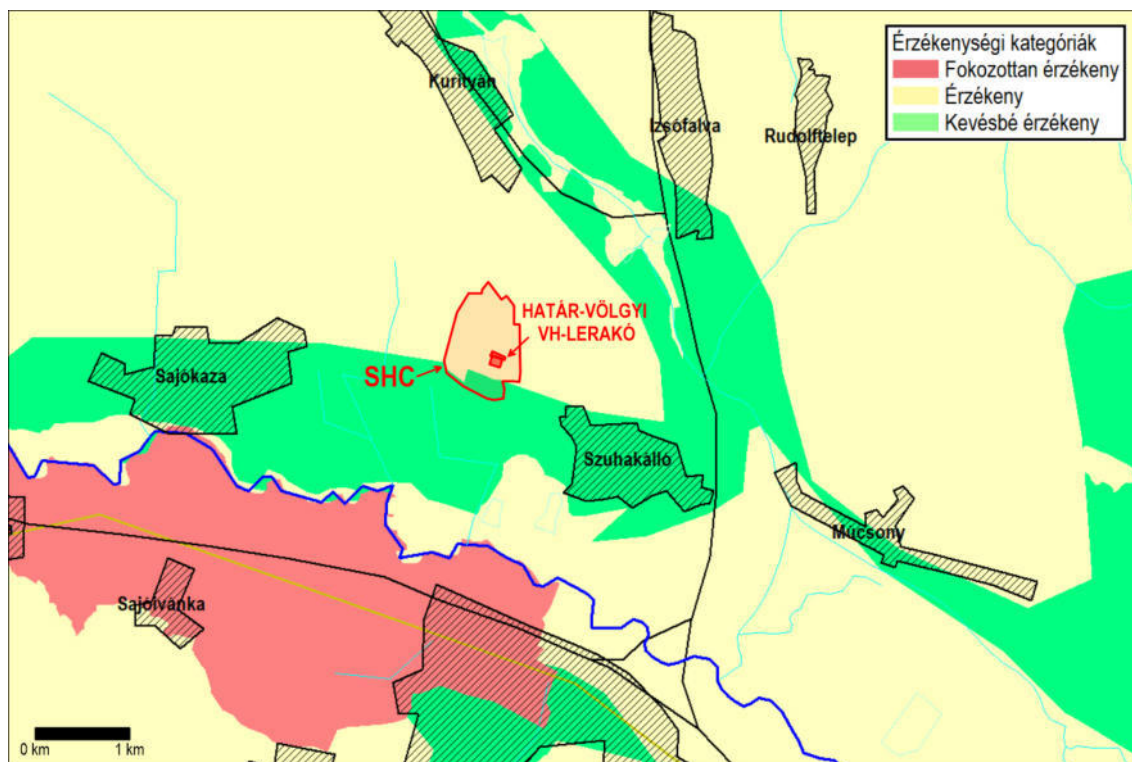 Érzékenységi kategóriák
Fokozottan érzékeny
Érzékeny
Kevésbé érzékeny
Kurityán
Izsófalva
Rudolftelep
HATÁR-VÖLGYI
VH-LERAKÓ
SHC
Sajókaza
Szuhakálló
Múcsony
Sajóivánka
0 km
1 km